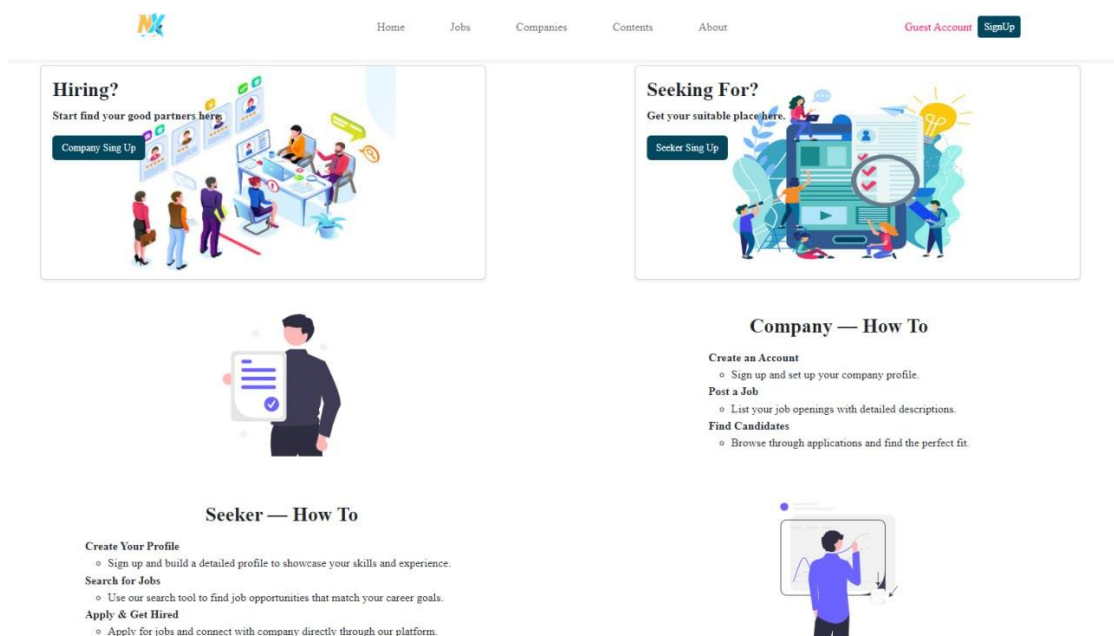 NX
Home Jobs Companies Contents About
Guest Account SignUp
Hiring?
Start find your good partners here.
Company Sing Up
Seeking For?
Get your suitable place here.
Seeker Sing Up
Company — How To
Create an Account
Sign up and set up your company profile.
Post a Job
List your job openings with detailed descriptions.
Find Candidates
Browse through applications and find the perfect fit.
Seeker — How To
Create Your Profile
Sign up and build a detailed profile to showcase your skills and experience.
Search for Jobs
Use our search tool to find job opportunities that match your career goals.
Apply & Get Hired
Apply for jobs and connect with company directly through our platform.